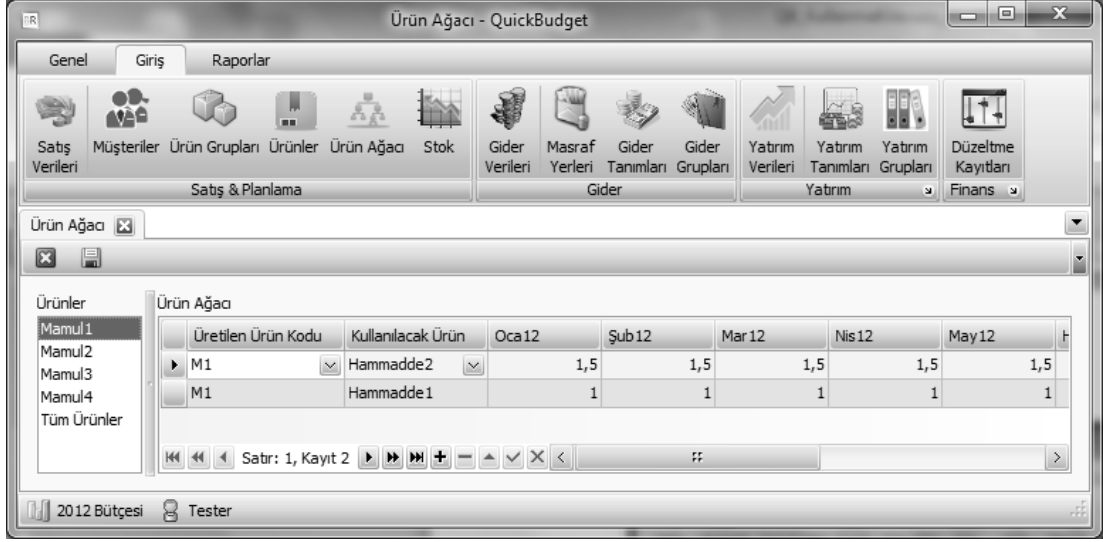 Ürün Ağacı - QuickBudget
Genel Giriş Raporlar
Satış Verileri
Müşteriler
Ürün Grupları
Ürünler
Ürün Ağacı
Stok
Gider Verileri
Masraf Yerleri
Gider Tanımları
Gider Grupları
Yatırım Verileri
Yatırım Tanımları
Yatırım Grupları
Düzeltme Kayıtları
Satış & Planlama Gider Yatırım Finans
Ürün Ağacı
Ürünler
Mamul1
Mamul2
Mamul3
Mamul4
Tüm Ürünler
Ürün Ağacı
Üretilen Ürün Kodu Kullanılacak Ürün Oca12 Şub12 Mar12 Nis12 May12 H
M1 Hammadde2 1,5 1,5 1,5 1,5 1,5
M1 Hammadde1 1 1 1 1 1
Satır: 1, Kayıt 2
2012 Bütçesi Tester